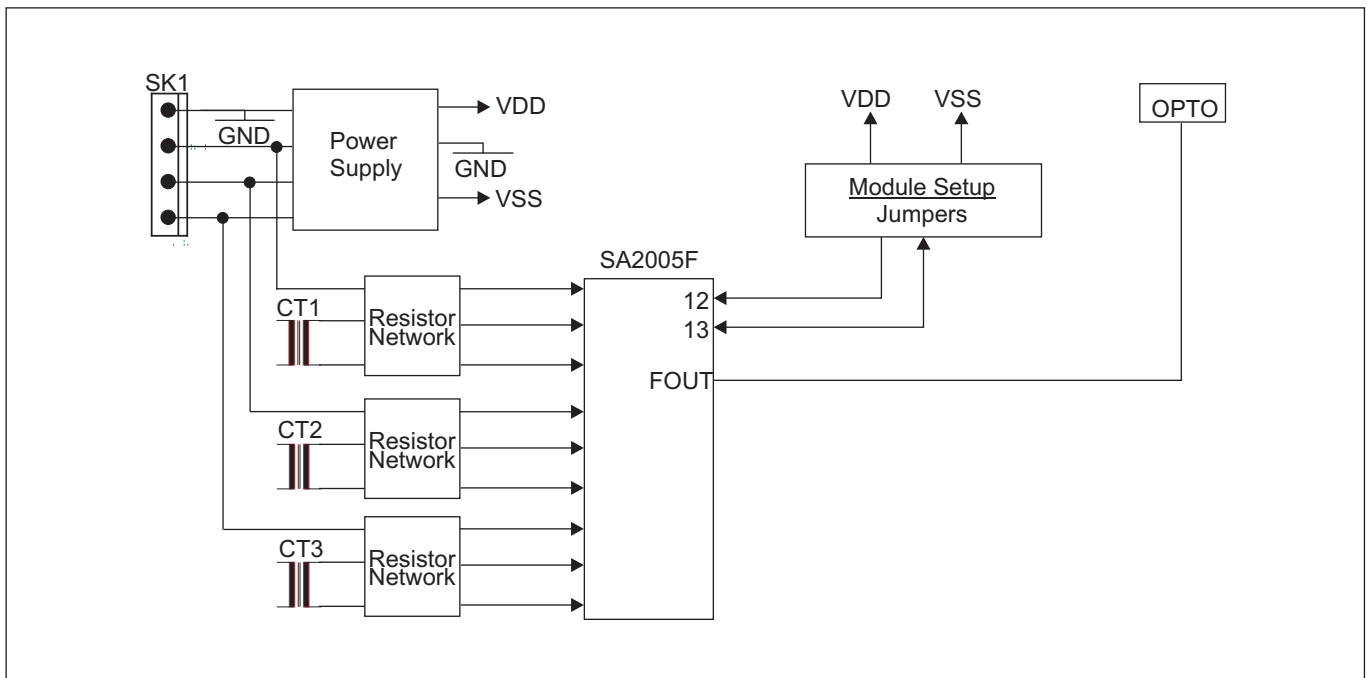 SK1
GND
Power
Supply
VDD
GND
VSS
VDD
VSS
Module Setup
Jumpers
OPTO
SA2005F
12
13
FOUT
CT1
Resistor
Network
CT2
Resistor
Network
CT3
Resistor
Network